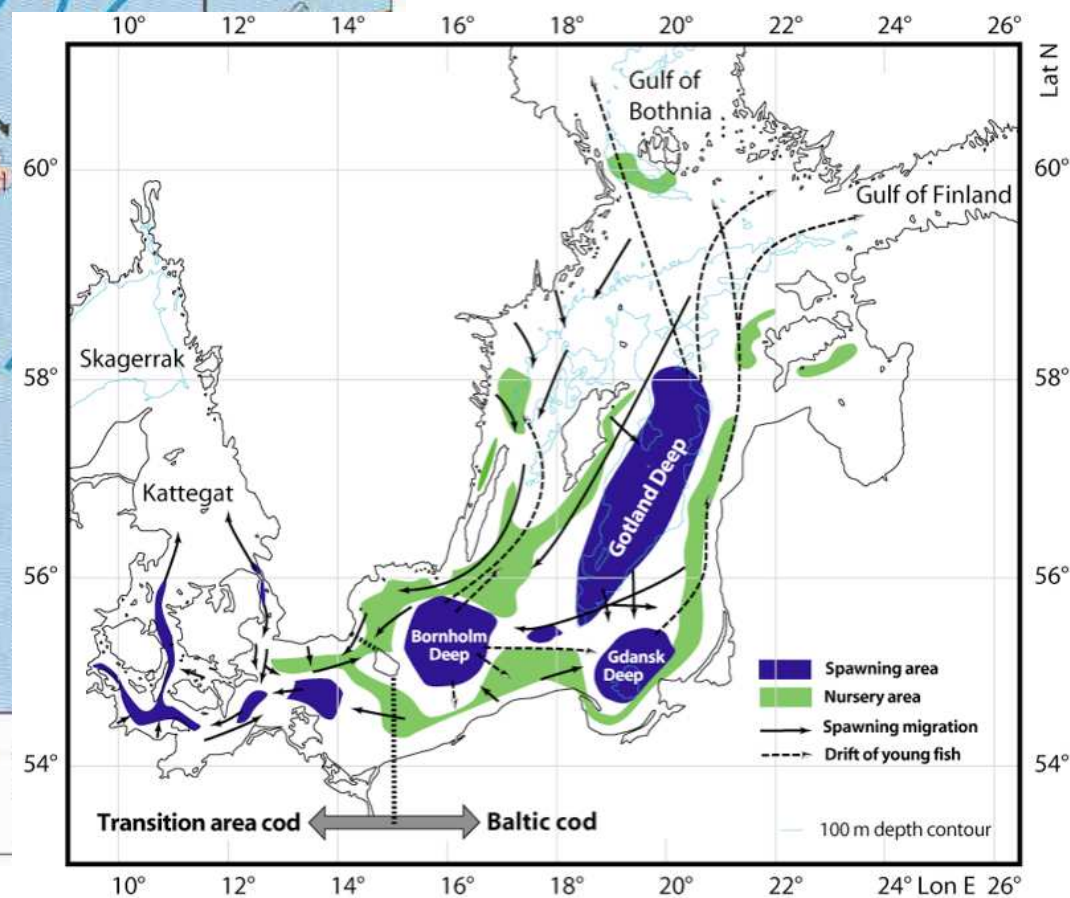 10° 12° 14° 16° 18° 20° 22° 24° 26°
Lat N
Gulf of
Bothnia
60° 60°
Gulf of Finland
Skagerrak
58° 58°
Kattegat
Gotland Deep
56° 56°
Bornholm
Deep
Gdansk
Deep
Spawning area
Nursery area
Spawning migration
Drift of young fish
54° 54°
Transition area cod Baltic cod
100 m depth contour
10° 12° 14° 16° 18° 20° 22° 24° Lon E 26°